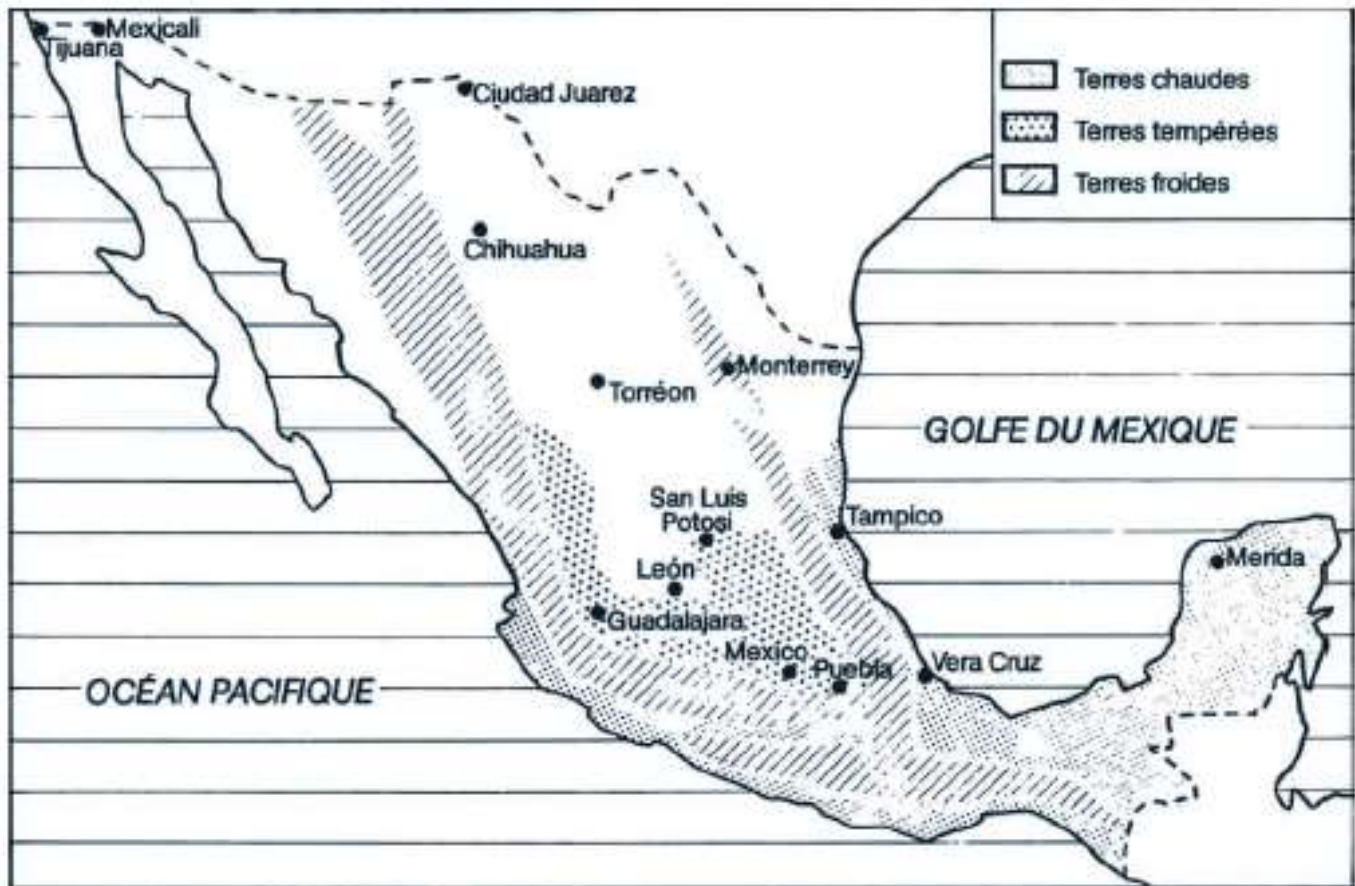 Mexicali
Tijuana
Ciudad Juarez
Terres chaudes
Terres tempérées
Terres froides
Chihuahua
Monterrey
Torréon
GOLFE DU MEXIQUE
San Luis
Potosi
Tampico
León
Merida
Guadalajara
Mexico
Puebla
Vera Cruz
OCÉAN PACIFIQUE